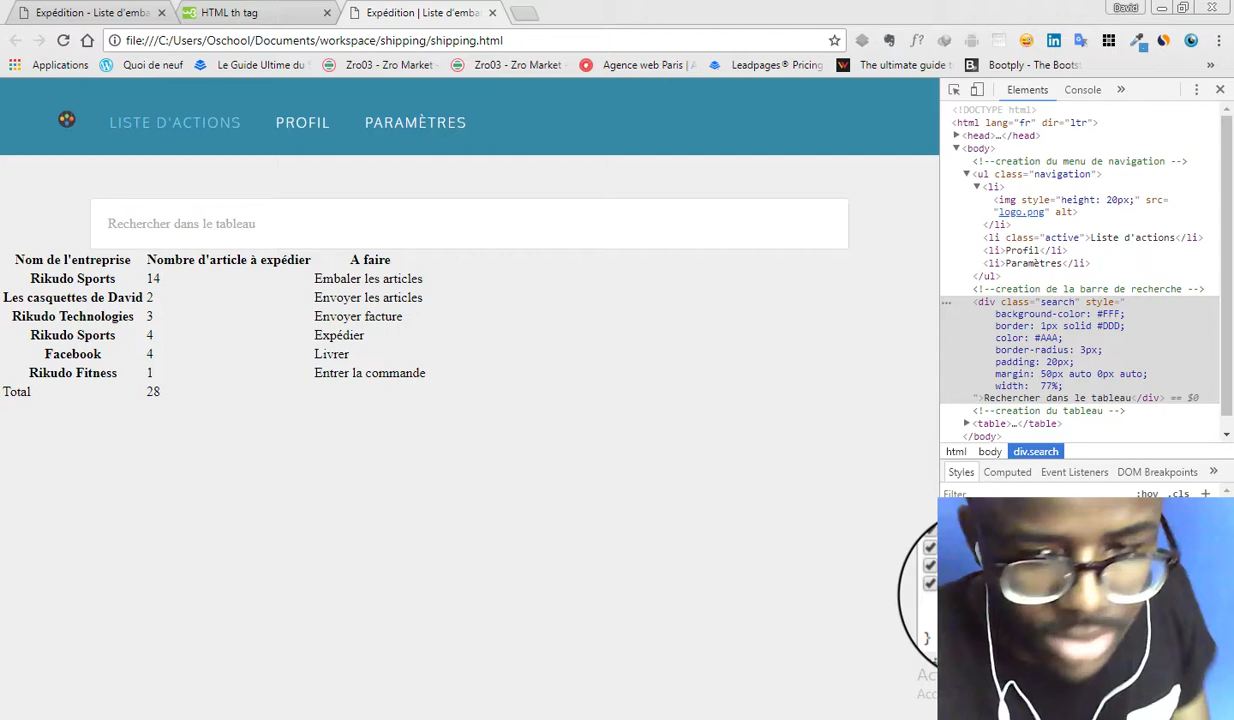 Expédition - Liste d'emba
HTML th tag
Expédition | Liste d'emba
David
file:///C:/Users/Oschool/Documents/workspace/shipping/shipping.html
Applications
Quoi de neuf
Le Guide Ultime du S
Zro03 - Zro Market -
Zro03 - Zro Market -
Agence web Paris | A
Leadpages® Pricing
The ultimate guide t
Bootply - The Boots
»
LISTE D'ACTIONS
PROFIL
PARAMÈTRES
Rechercher dans le tableau
Nom de l'entreprise Nombre d'article à expédier A faire
Rikudo Sports 14 Embaler les articles
Les casquettes de David 2 Envoyer les articles
Rikudo Technologies 3 Envoyer facture
Rikudo Sports 4 Expédier
Facebook 4 Livrer
Rikudo Fitness 1 Entrer la commande
Total 28
Elements Console »
<!DOCTYPE html>
<html lang="fr" dir="ltr">
<head>…</head>
<body>
<!--creation du menu de navigation -->
<ul class="navigation">
<li>
<img style="height: 20px;" src=
"logo.png" alt>
</li>
<li class="active">Liste d'actions</li>
<li>Profil</li>
<li>Paramètres</li>
</ul>
<!--creation de la barre de recherche -->
<div class="search" style="
background-color: #FFF;
border: 1px solid #DDD;
color: #AAA;
border-radius: 3px;
padding: 20px;
margin: 50px auto 0px auto;
width:  77%;
">Rechercher dans le tableau</div> == $0
<!--creation du tableau -->
<table>…</table>
</body>
html body div.search
Styles Computed Event Listeners DOM Breakpoints »
Filter :hov .cls +
}